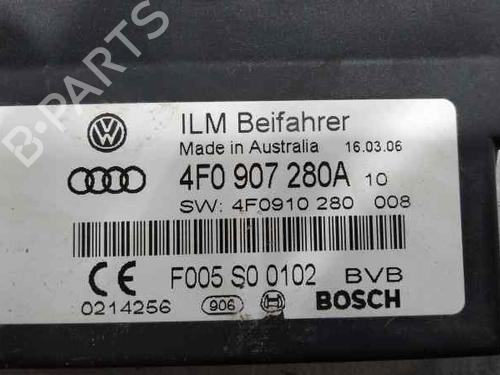 ILM Beifahrer
Made in Australia 16.03.06
4F0 907 280A 10
SW: 4F0910 280 008
F005 S0 0102 BVB
CE
0214256 906 BOSCH
B-PARTS